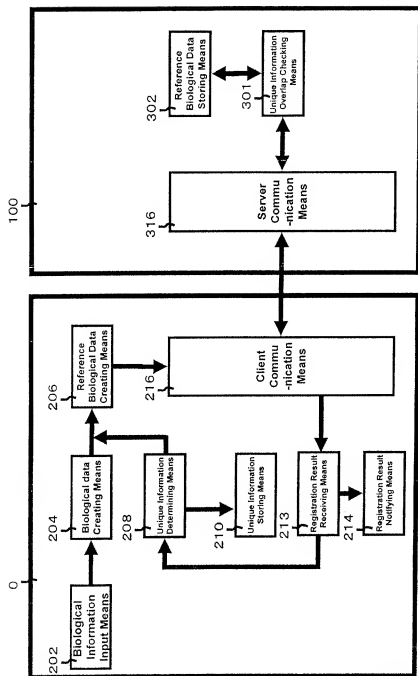 0
202
Biological
Information
Input Means
204
Biological data
Creating Means
206
Reference
Biological Data
Creating Means
208
Unique Information
Determining Means
210
Unique Information
Storing Means
213
Registration Result
Receiving Means
214
Registration Result
Notifying Means
216
Client
Commu
-nication
Means
100
316
Server
Commu
-nication
Means
302
Reference
Biological Data
Storing Means
301
Unique Information
Overlap Checking
Means